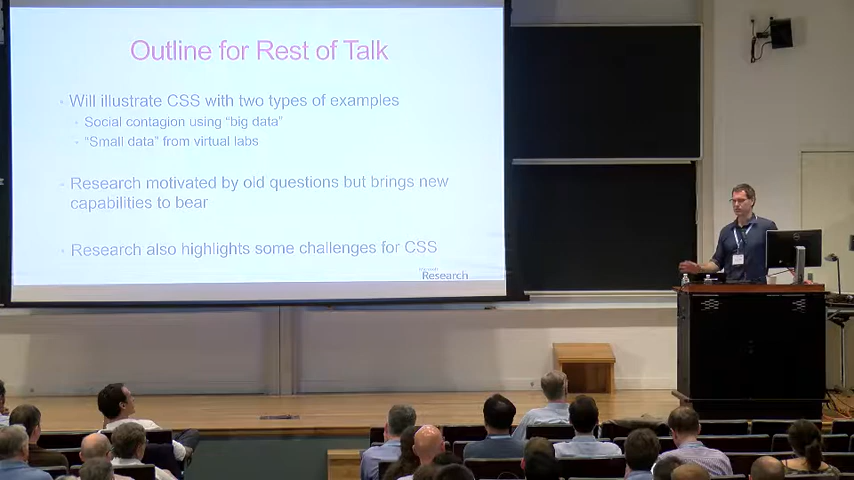 Outline for Rest of Talk
Will illustrate CSS with two types of examples
Social contagion using "big data"
"Small data" from virtual labs
Research motivated by old questions but brings new
capabilities to bear
Research also highlights some challenges for CSS
Research